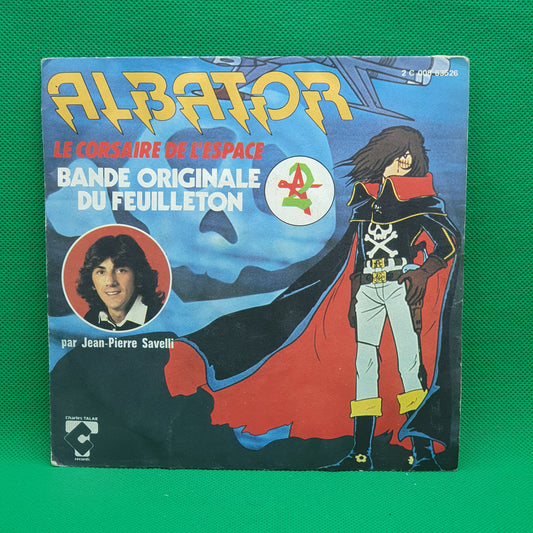 2 C 008 63526
ALBATOR
LE CORSAIRE DE L'ESPACE
BANDE ORIGINALE
DU FEUILLETON
A2
par Jean-Pierre Savelli
Charles TALAR
records